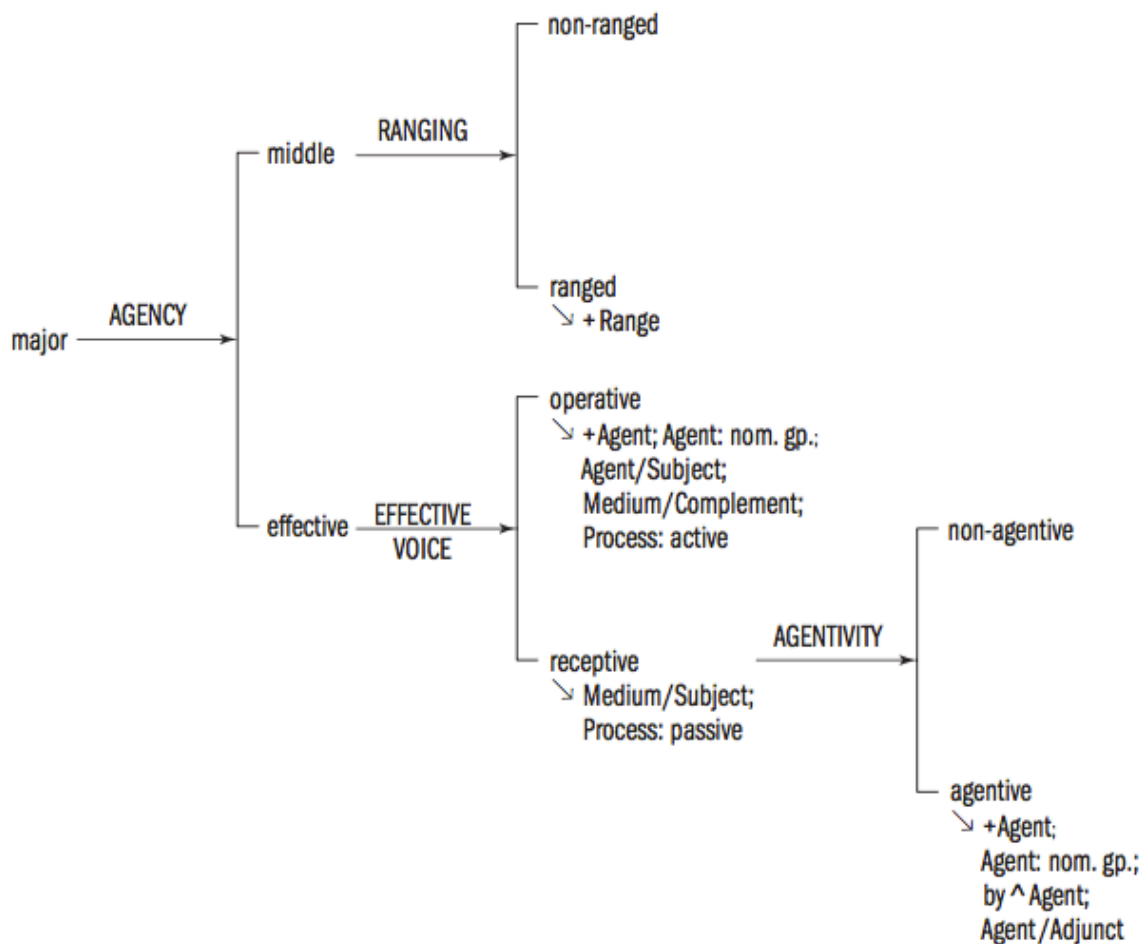 non-ranged
RANGING
middle
ranged
↘ + Range
AGENCY
major
operative
↘ +Agent; Agent: nom. gp.;
Agent/Subject;
Medium/Complement;
Process: active
effective
EFFECTIVE
VOICE
non-agentive
AGENTIVITY
receptive
↘ Medium/Subject;
Process: passive
agentive
↘ +Agent;
Agent: nom. gp.;
by ^ Agent;
Agent/Adjunct